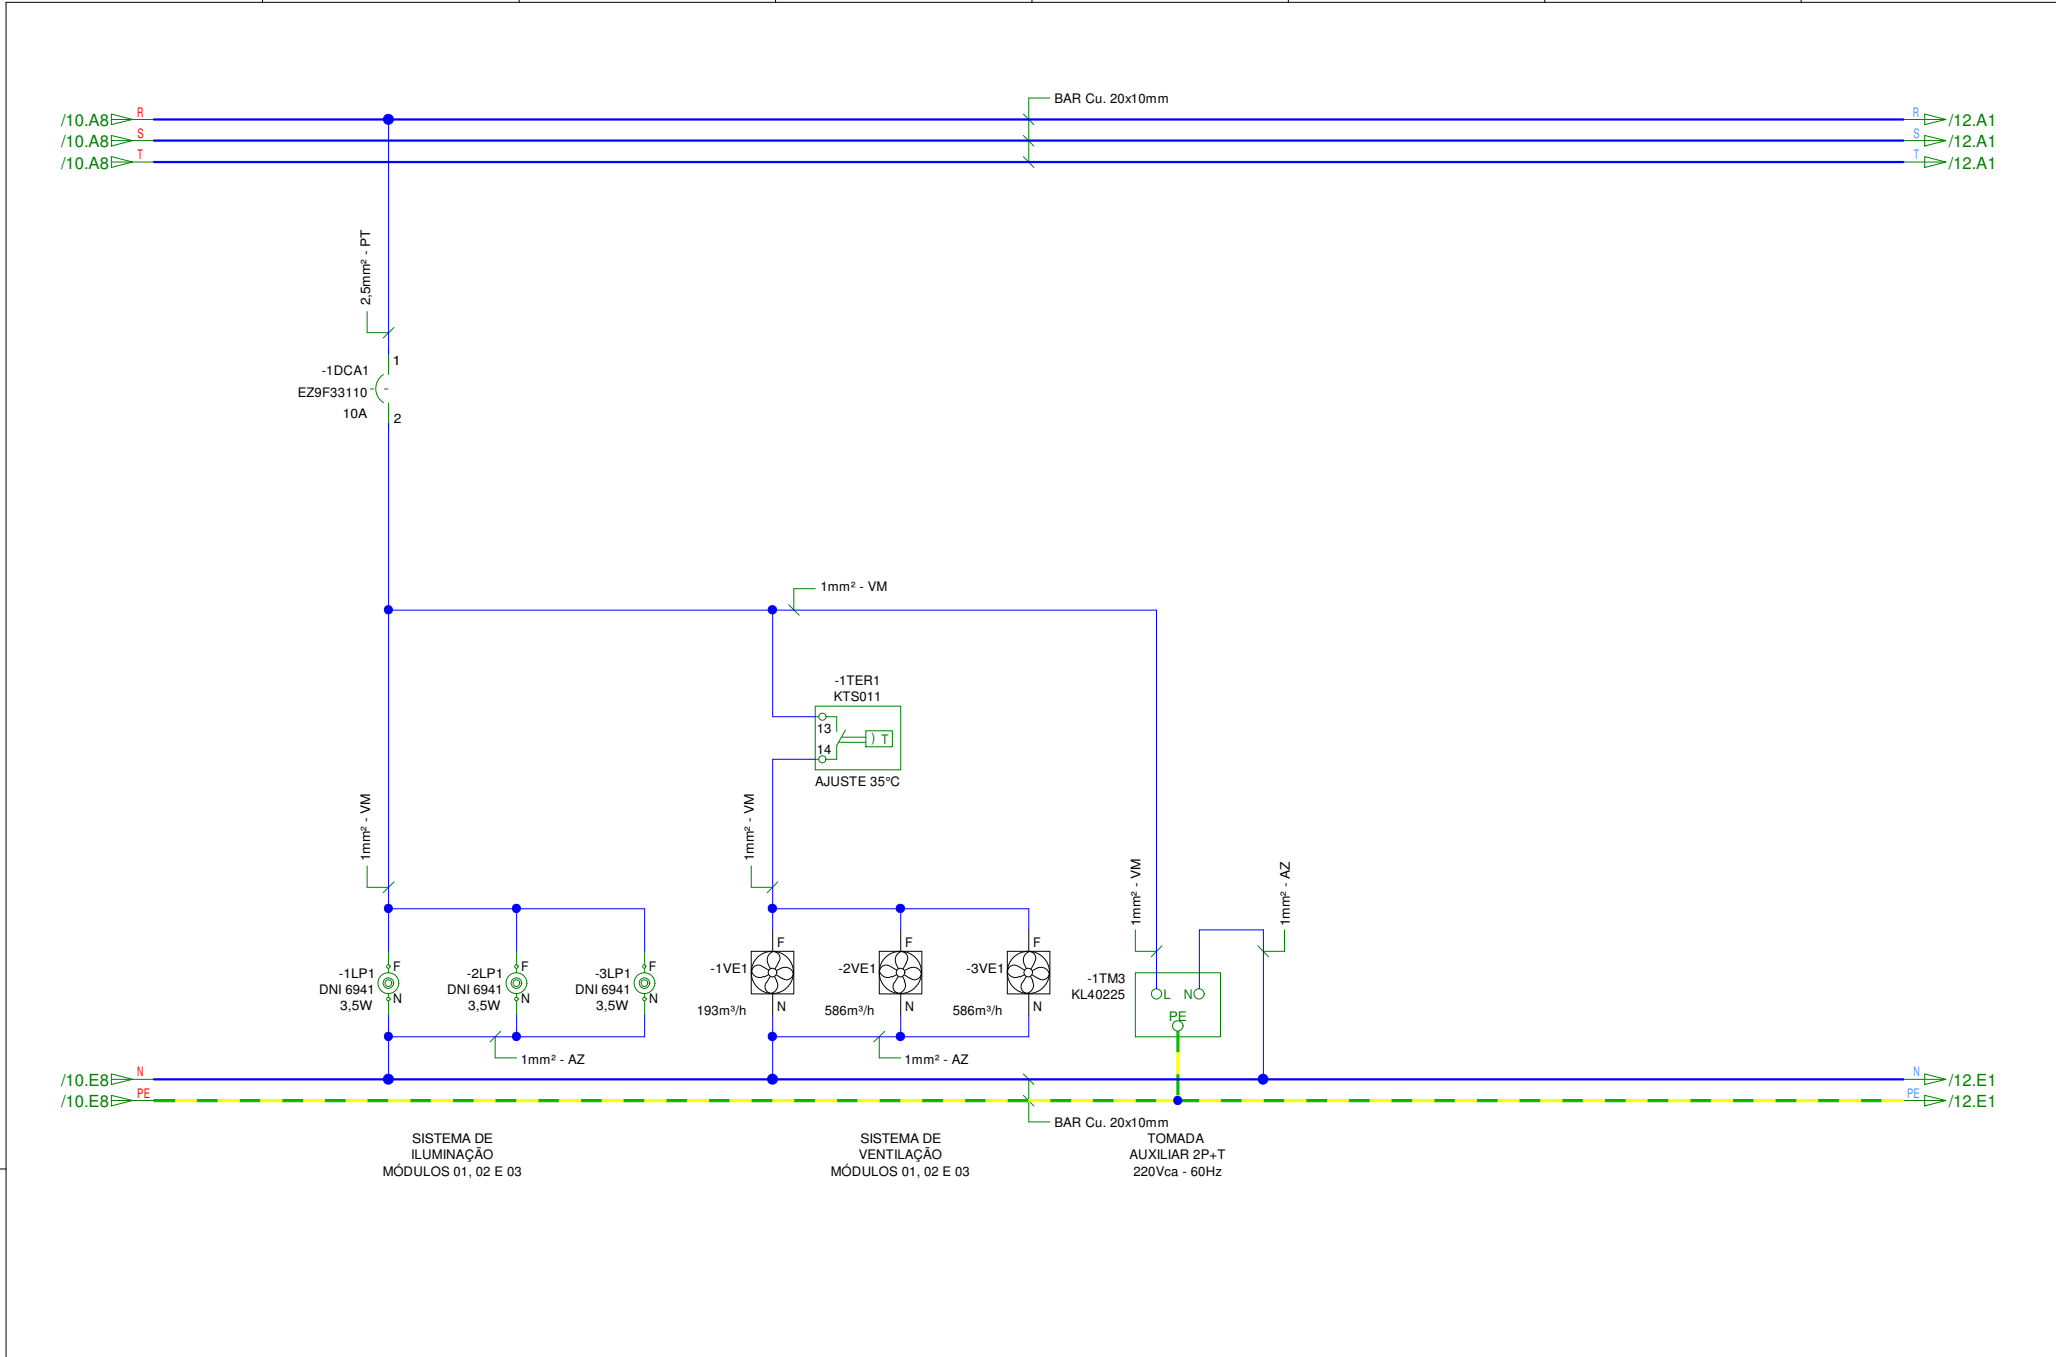 BAR Cu. 20x10mm
/10.A8 R R /12.A1
/10.A8 S S /12.A1
/10.A8 T T /12.A1
2,5mm² - PT
1
-1DCA1
EZ9F33110
10A
2
1mm² - VM
-1TER1
KTS011
13
T
14
AJUSTE 35°C
1mm² - VM
1mm² - VM
1mm² - VM
1mm² - AZ
-1LP1 F
DNI 6941
3,5W N
-2LP1 F
DNI 6941
3,5W N
-3LP1 F
DNI 6941
3,5W N
F
-1VE1
193m³/h N
F
-2VE1
586m³/h N
F
-3VE1
586m³/h N
-1TM3
KL40225
L N
PE
1mm² - AZ
1mm² - AZ
/10.E8 N N /12.E1
/10.E8 PE PE /12.E1
BAR Cu. 20x10mm
SISTEMA DE
ILUMINAÇÃO
MÓDULOS 01, 02 E 03
SISTEMA DE
VENTILAÇÃO
MÓDULOS 01, 02 E 03
TOMADA
AUXILIAR 2P+T
220Vca - 60Hz